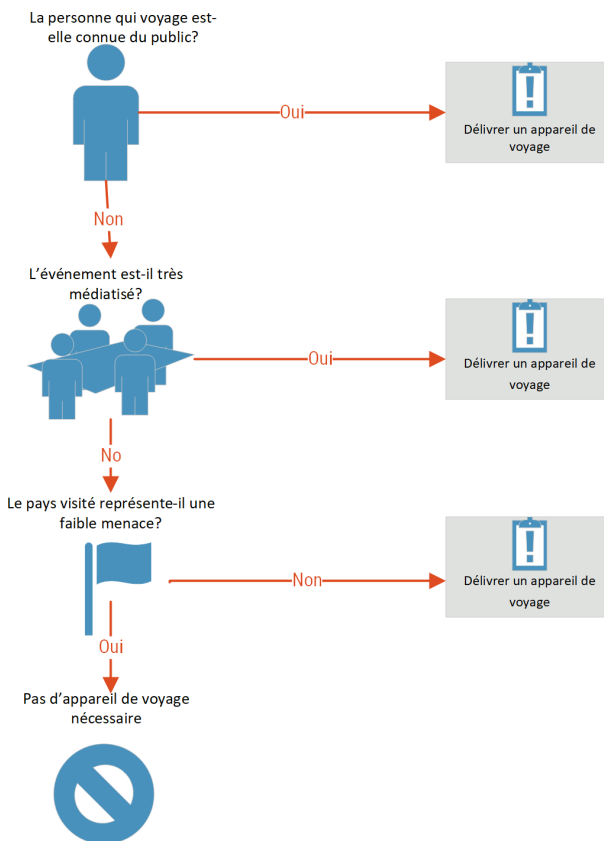 La personne qui voyage est-
elle connue du public?
Oui
Délivrer un appareil de
voyage
Non
L'événement est-il très
médiatisé?
Oui
Délivrer un appareil de
voyage
No
Le pays visité représente-il une
faible menace?
Non
Délivrer un appareil de
voyage
Oui
Pas d'appareil de voyage
nécessaire